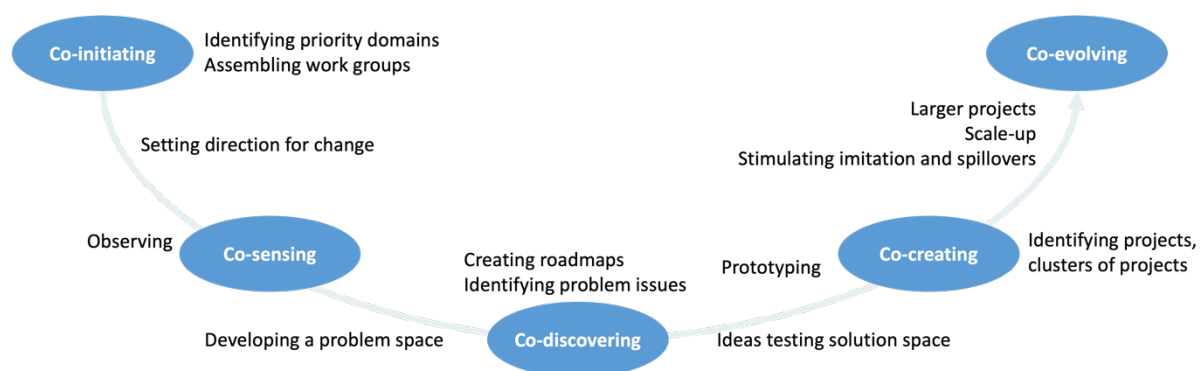 Co-initiating
Identifying priority domains
Assembling work groups
Setting direction for change
Observing
Co-sensing
Developing a problem space
Creating roadmaps
Identifying problem issues
Co-discovering
Prototyping
Ideas testing solution space
Co-creating
Identifying projects,
clusters of projects
Larger projects
Scale-up
Stimulating imitation and spillovers
Co-evolving